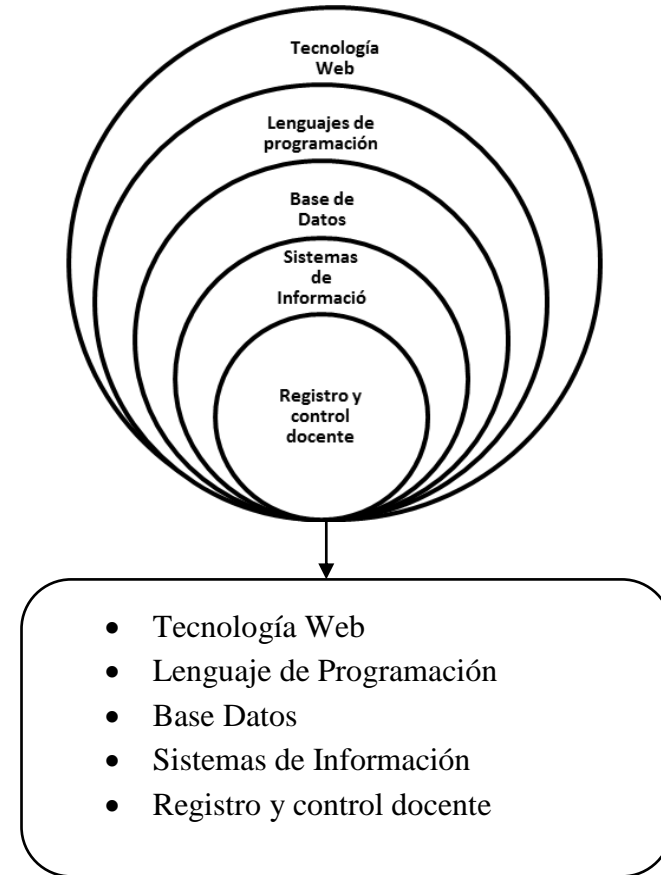 Tecnología
Web
Lenguajes de
programación
Base de
Datos
Sistemas
de
Informació
Registro y
control
docente
• Tecnología Web
• Lenguaje de Programación
• Base Datos
• Sistemas de Información
• Registro y control docente